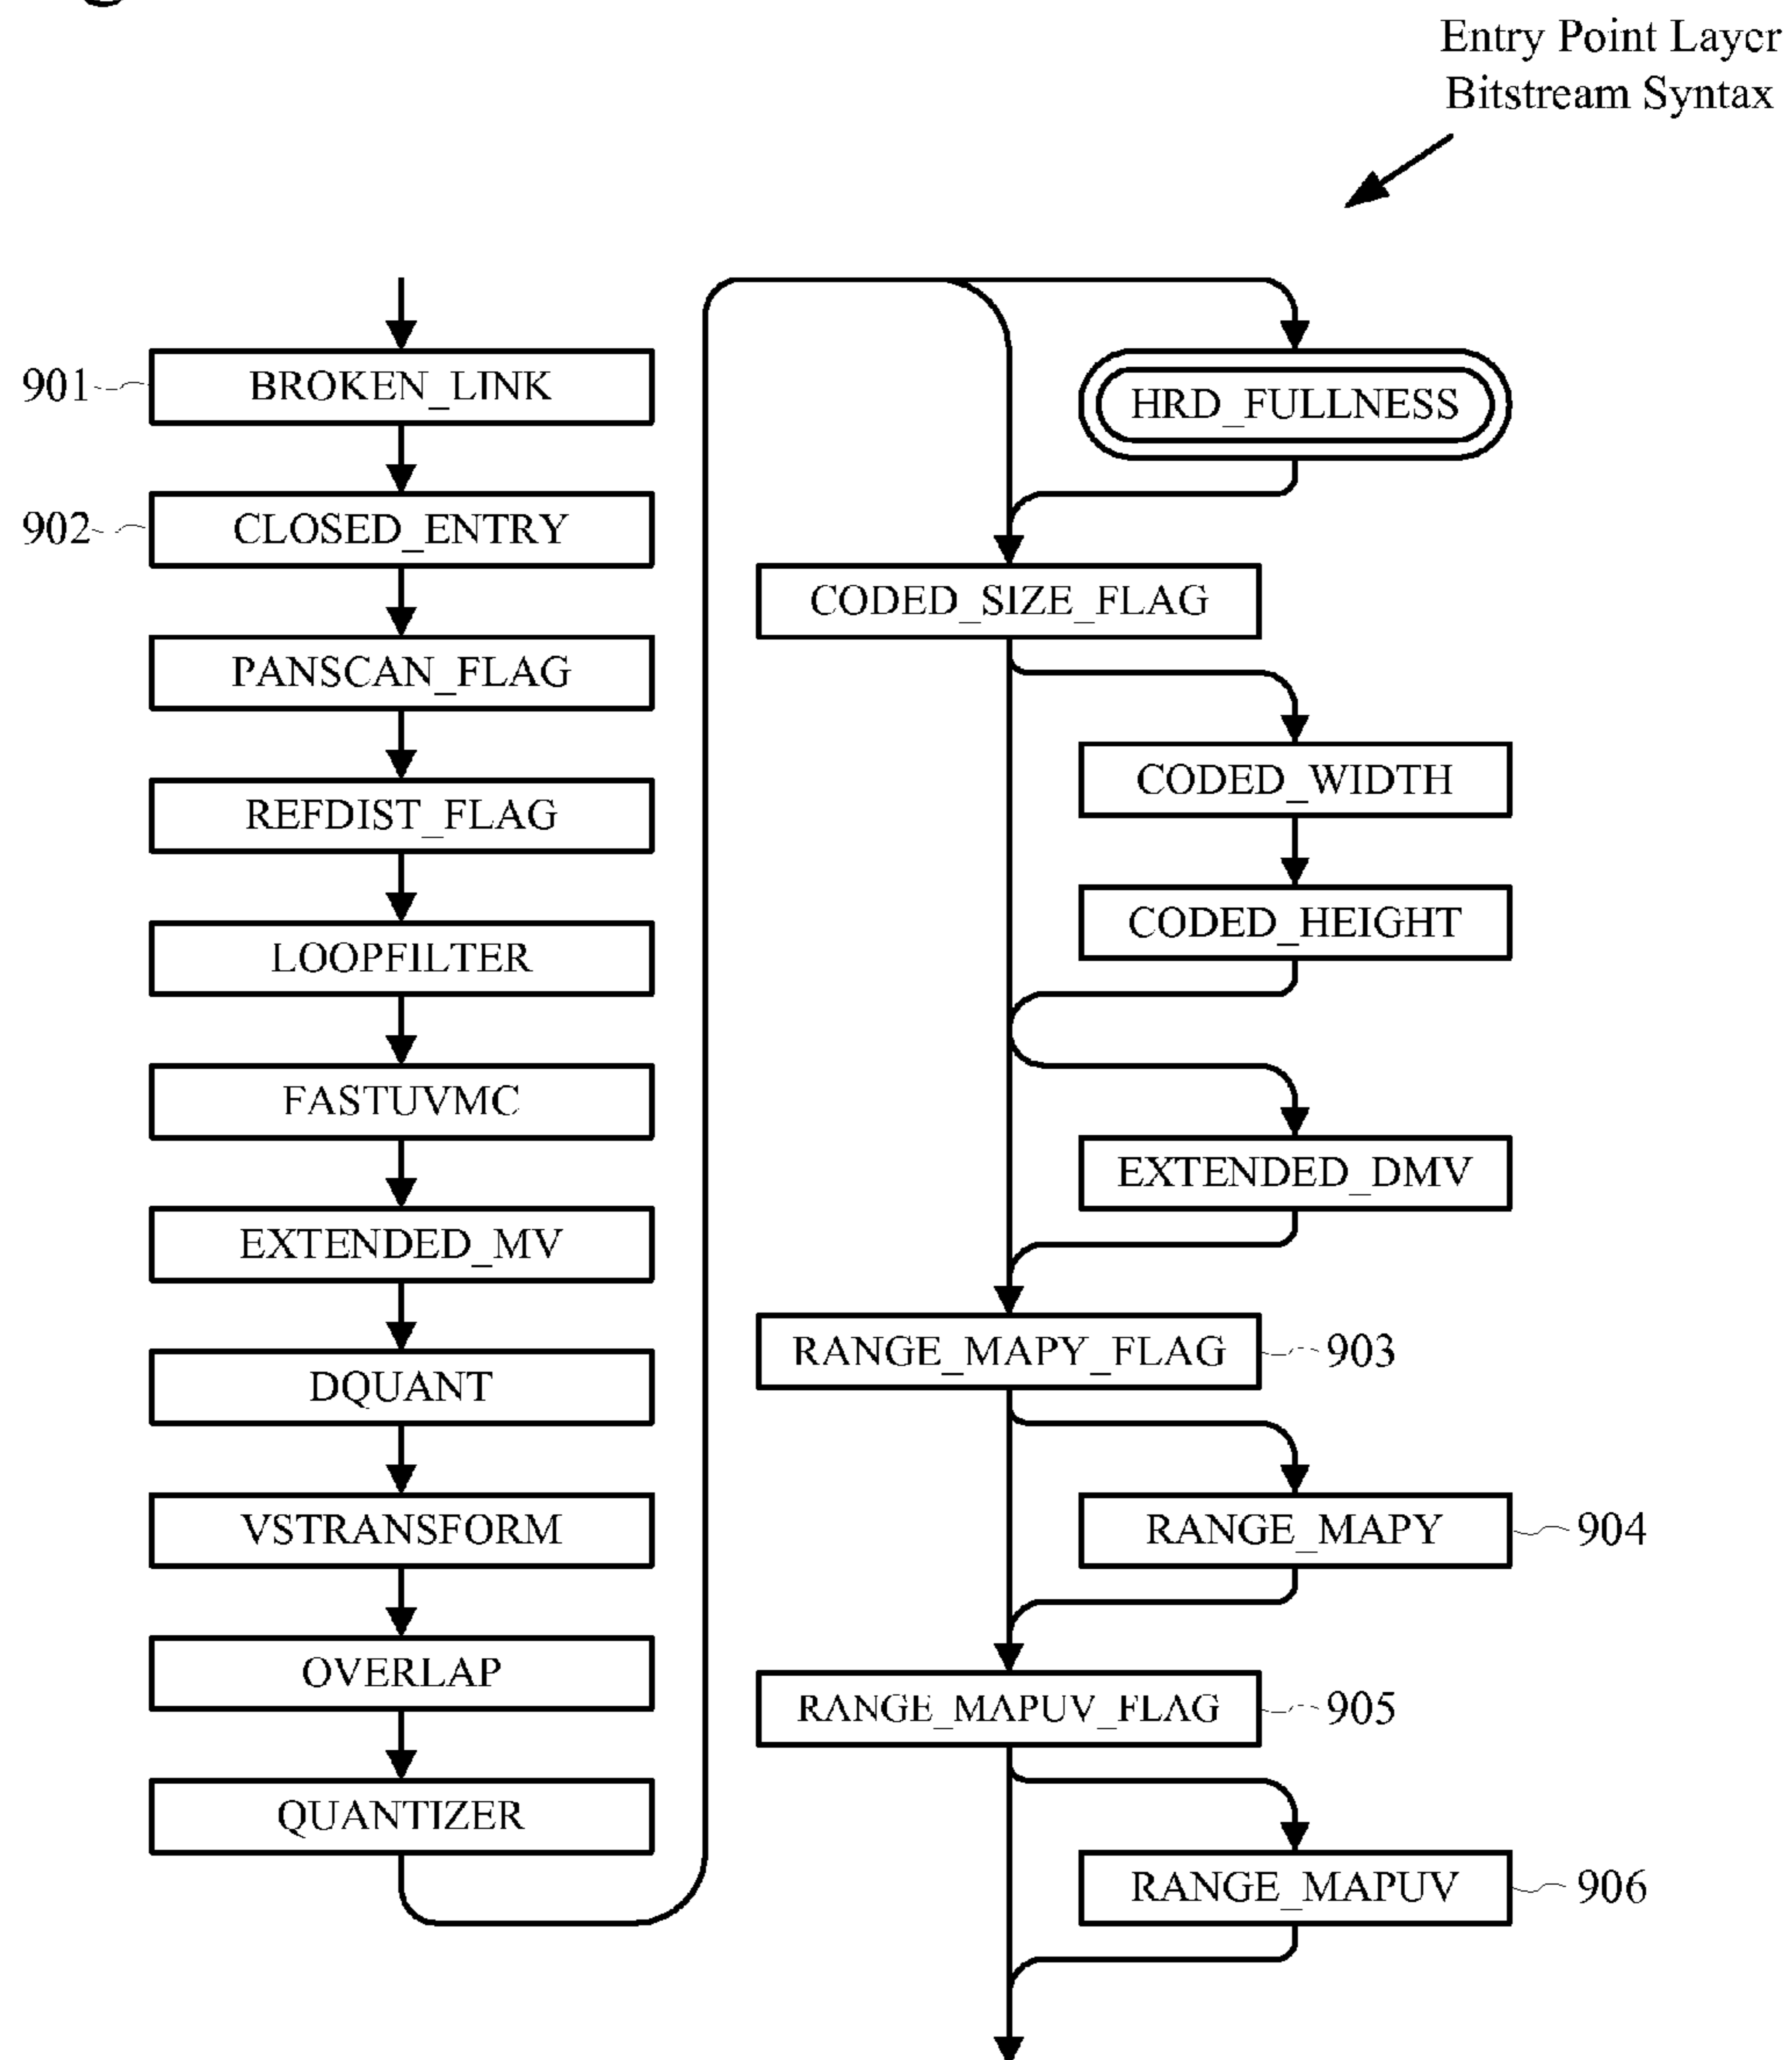 Entry Point Layer
Bitstream Syntax
901
BROKEN_LINK
902
CLOSED_ENTRY
PANSCAN_FLAG
REFDIST_FLAG
LOOPFILTER
FASTUVMC
EXTENDED_MV
DQUANT
VSTRANSFORM
OVERLAP
QUANTIZER
HRD_FULLNESS
CODED_SIZE_FLAG
CODED_WIDTH
CODED_HEIGHT
EXTENDED_DMV
RANGE_MAPY_FLAG
903
RANGE_MAPY
904
RANGE_MAPUV_FLAG
905
RANGE_MAPUV
906